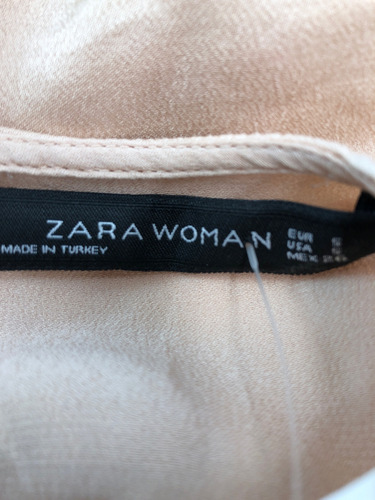 ZARA WOMAN
MADE IN TURKEY
EUR S
USA S
MEX